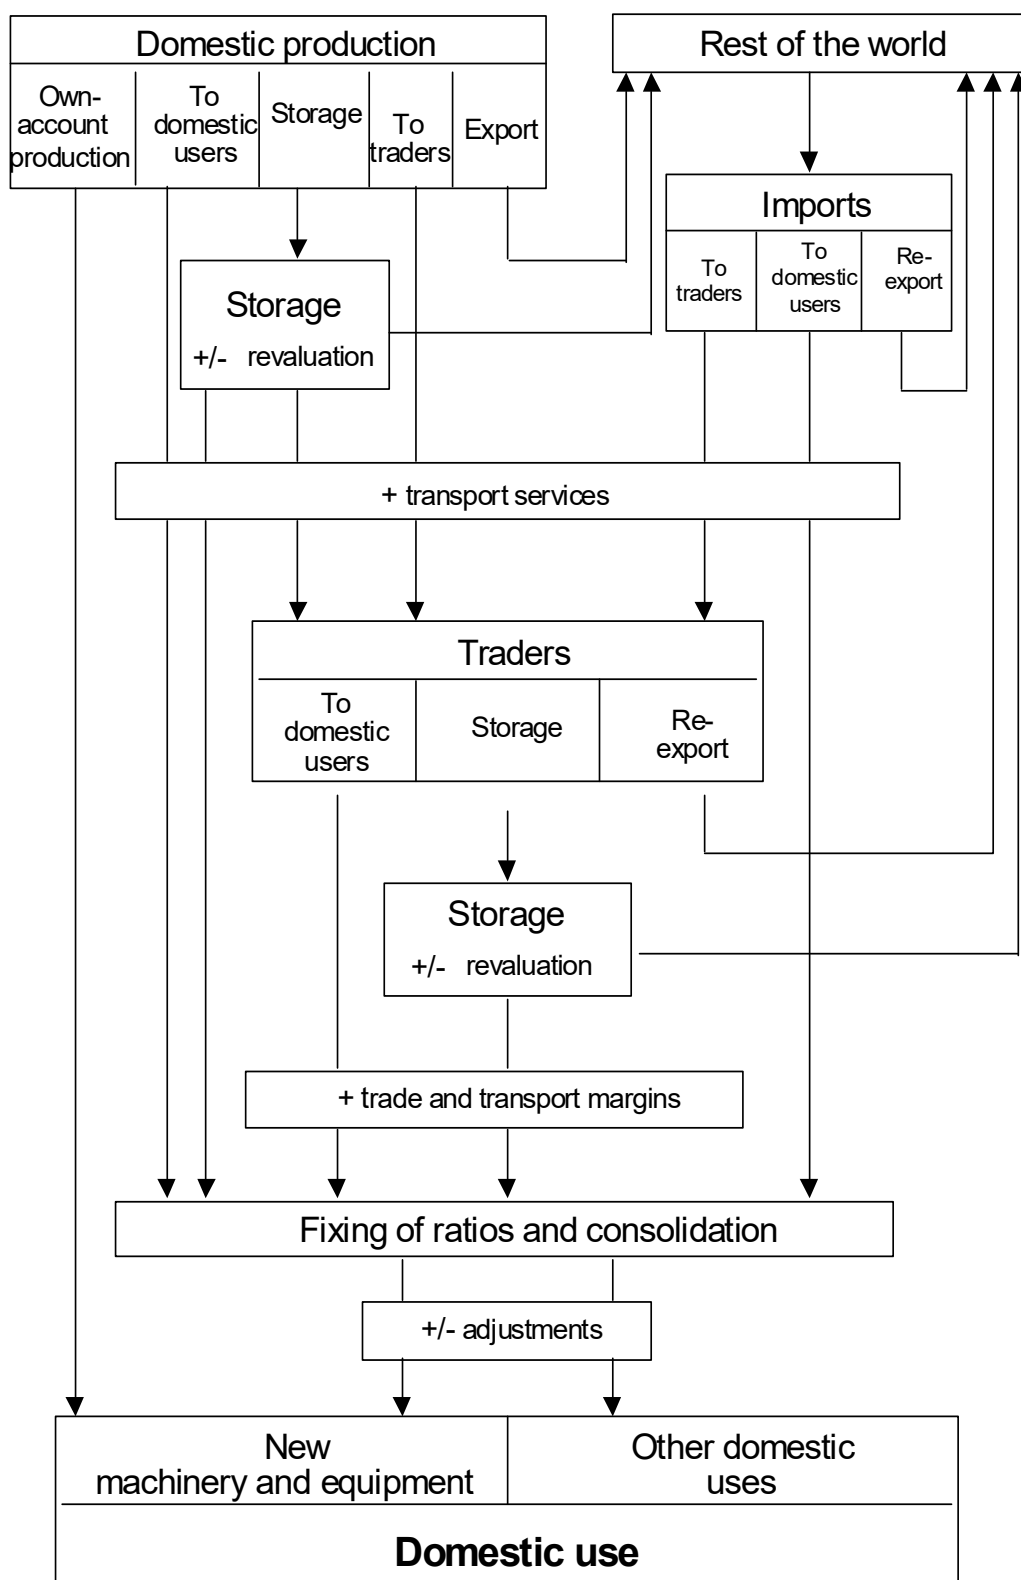 Domestic production
Rest of the world
Own-
account
production
To
domestic
users
Storage
To
traders
Export
Imports
To
traders
To
domestic
users
Re-
export
Storage
+/- revaluation
+ transport services
Traders
To
domestic
users
Storage
Re-
export
Storage
+/- revaluation
+ trade and transport margins
Fixing of ratios and consolidation
+/- adjustments
New
machinery and equipment
Other domestic
uses
Domestic use